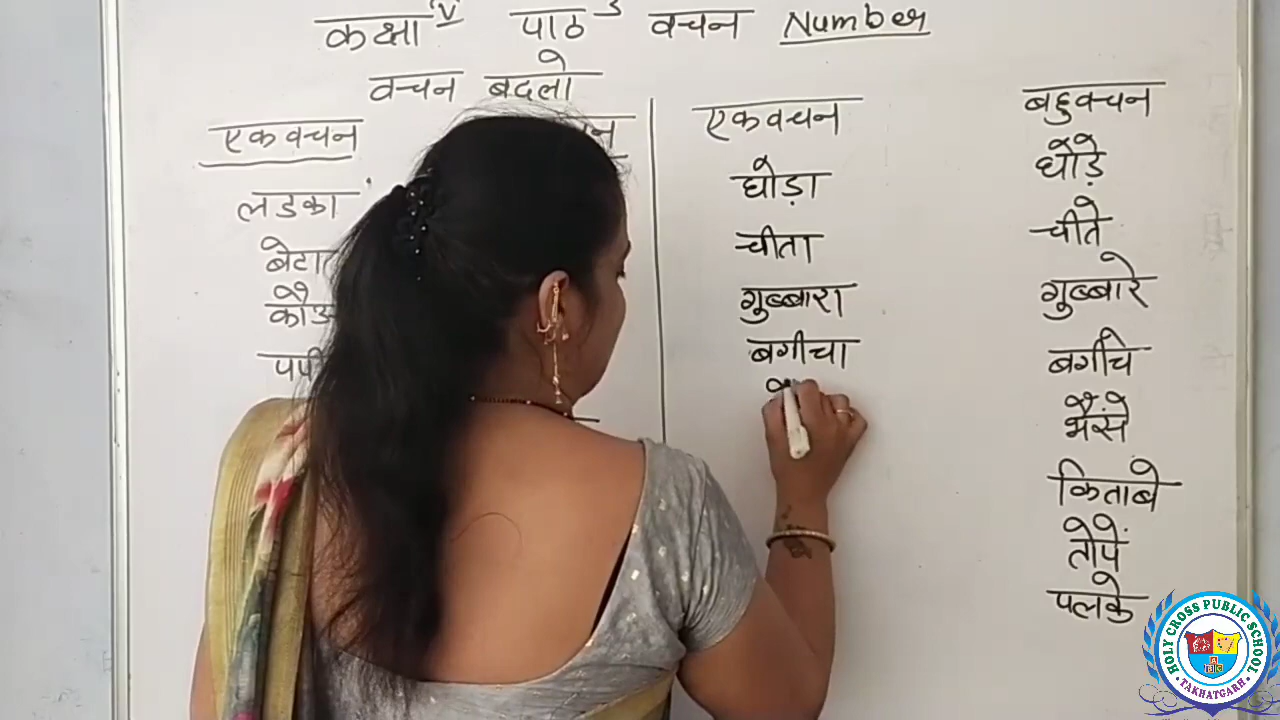 कक्षा V पाठ 3 वचन Number
वचन बदलो
एकवचन
लडका
बेटा
एकवचन
घोड़ा
चीता
गुब्बारा
बगीचा
बहुवचन
घोड़े
चीते
गुब्बारे
बगीचे
भैंसे
किताबे
तोपें
पलके
HOLY CROSS PUBLIC SCHOOL
TAKHATGARH